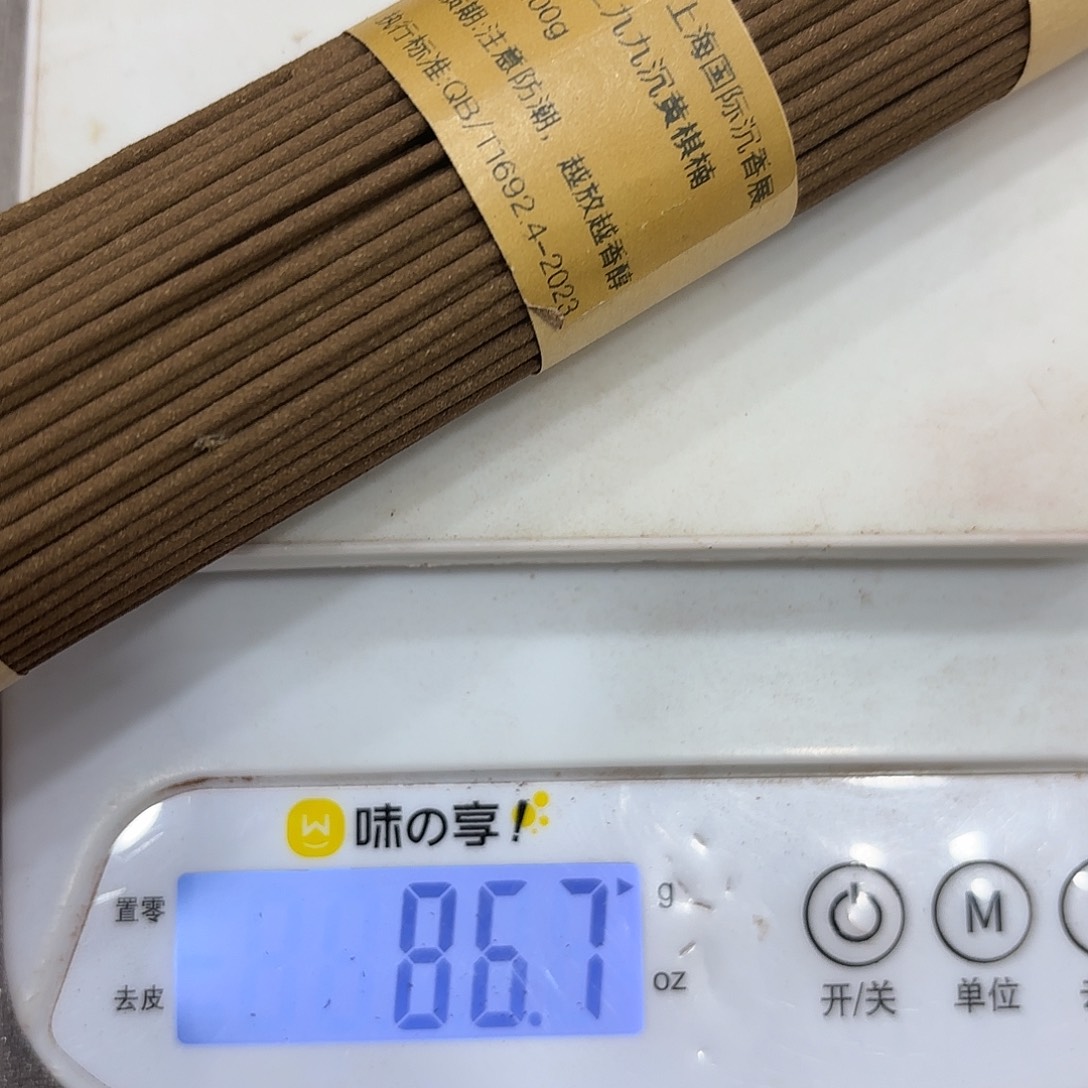 上海国际沉香展
九九沉黄棋楠
00g
期:注意防潮，越放越香醇
执行标准:QB/T1692.4-2023
味の享!
置零
去皮
86.7
g
oz
M
开/关
单位